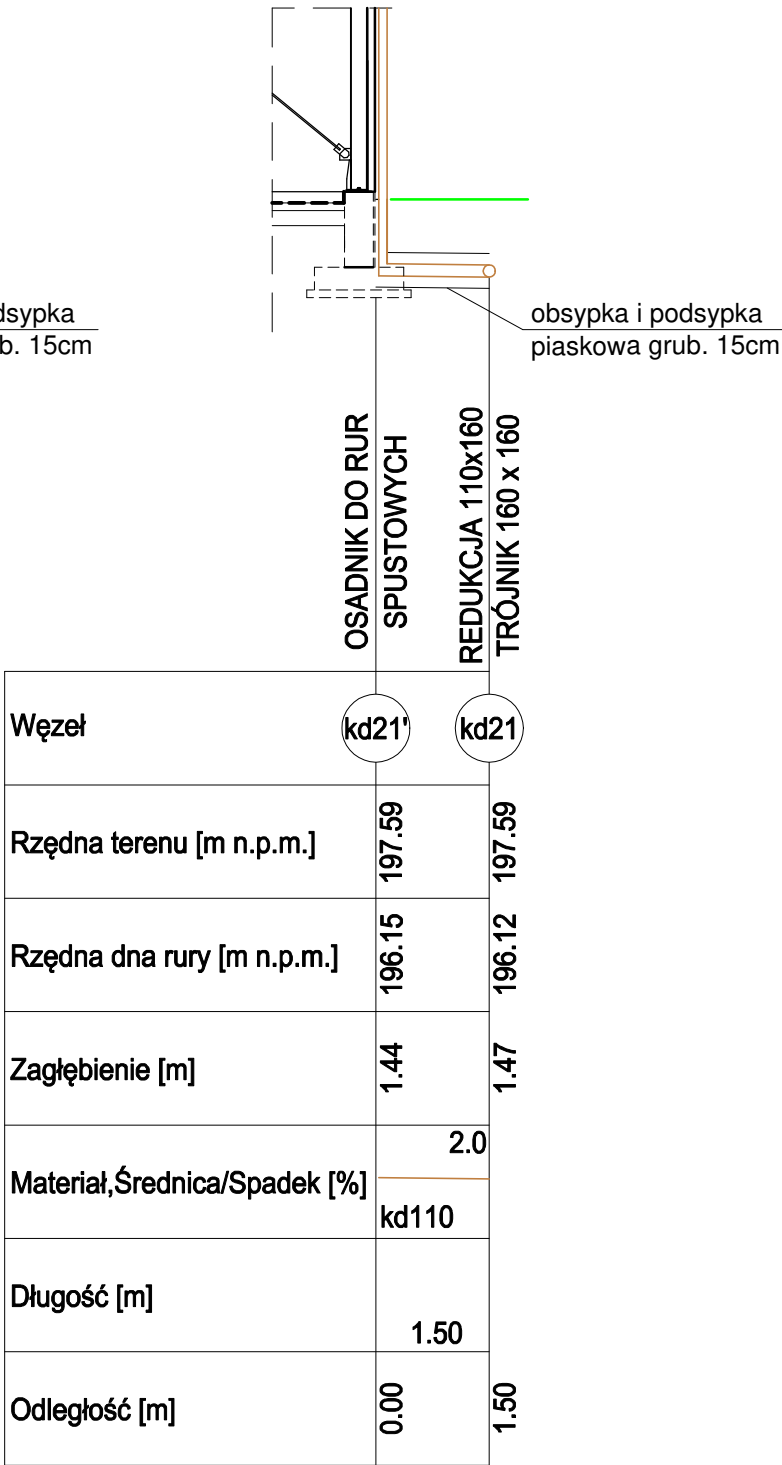 dsypka
b. 15cm
obsypka i podsypka
piaskowa grub. 15cm
OSADNIK DO RUR
SPUSTOWYCH
REDUKCJA 110x160
TRÓJNIK 160 x 160
Węzeł kd21' kd21
Rzędna terenu [m n.p.m.] 197.59 197.59
Rzędna dna rury [m n.p.m.] 196.15 196.12
Zagłębienie [m] 1.44 1.47
2.0
Materiał,Średnica/Spadek [%]
kd110
Długość [m]
1.50
Odległość [m] 0.00 1.50